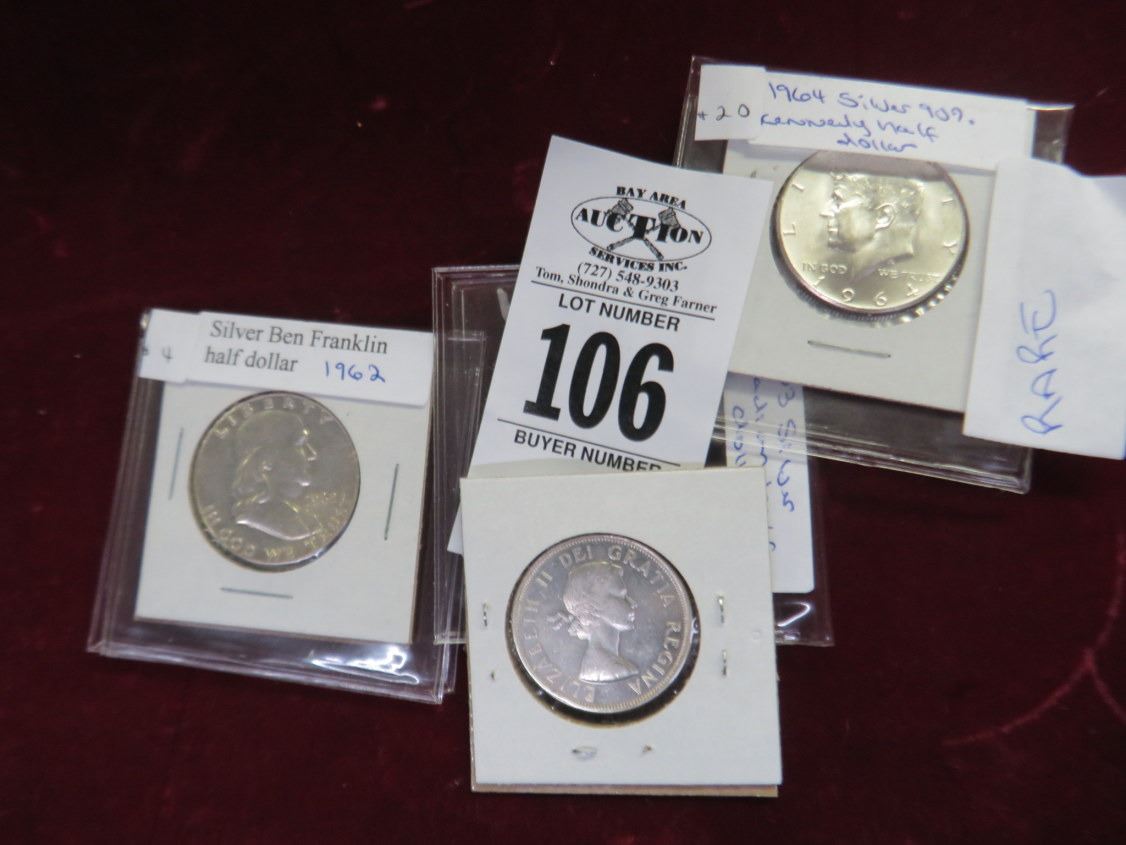 1964 Silver 90%
+20
Kennedy half
dollar
LIBERTY
IN GOD WE TRUST
1964
RARE
BAY AREA
AUCTION
SERVICES INC.
(727) 548-9303
Tom, Shondra & Greg Farner
LOT NUMBER
106
BUYER NUMBER
Silver Ben Franklin
half dollar 1962
4
LIBERTY
IN GOD WE TRUST
ELIZABETH II DEI GRATIA REGINA